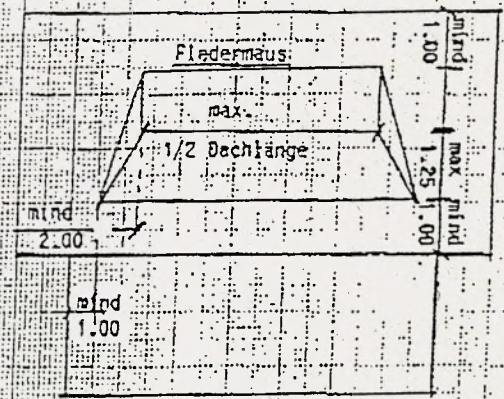 Fledermaus
max.
1/2 Dachlänge
mind
1.00
max
1.25
mind
1.00
mind
2.00
mind
1.00